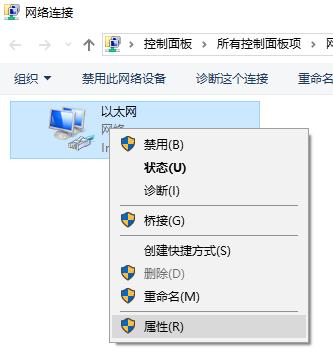 网络连接
控制面板 > 所有控制面板项 >
组织 禁用此网络设备 诊断这个连接 重命名
以太网
网络
禁用(B)
状态(U)
诊断(I)
桥接(G)
创建快捷方式(S)
删除(D)
重命名(M)
属性(R)